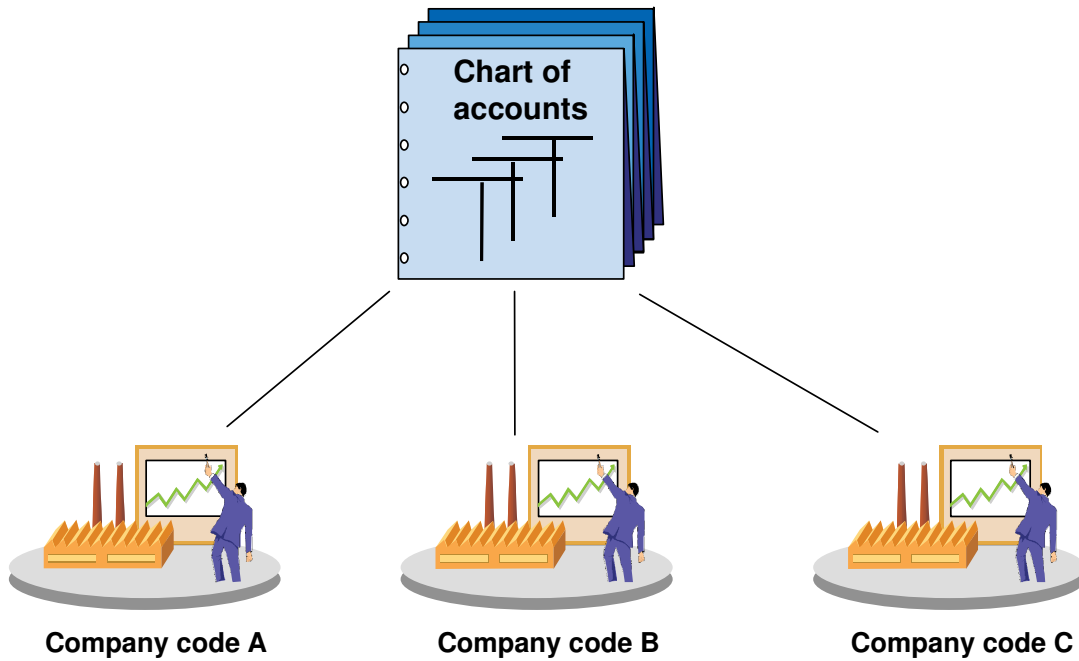 Chart of
accounts
Company code A
Company code B
Company code C